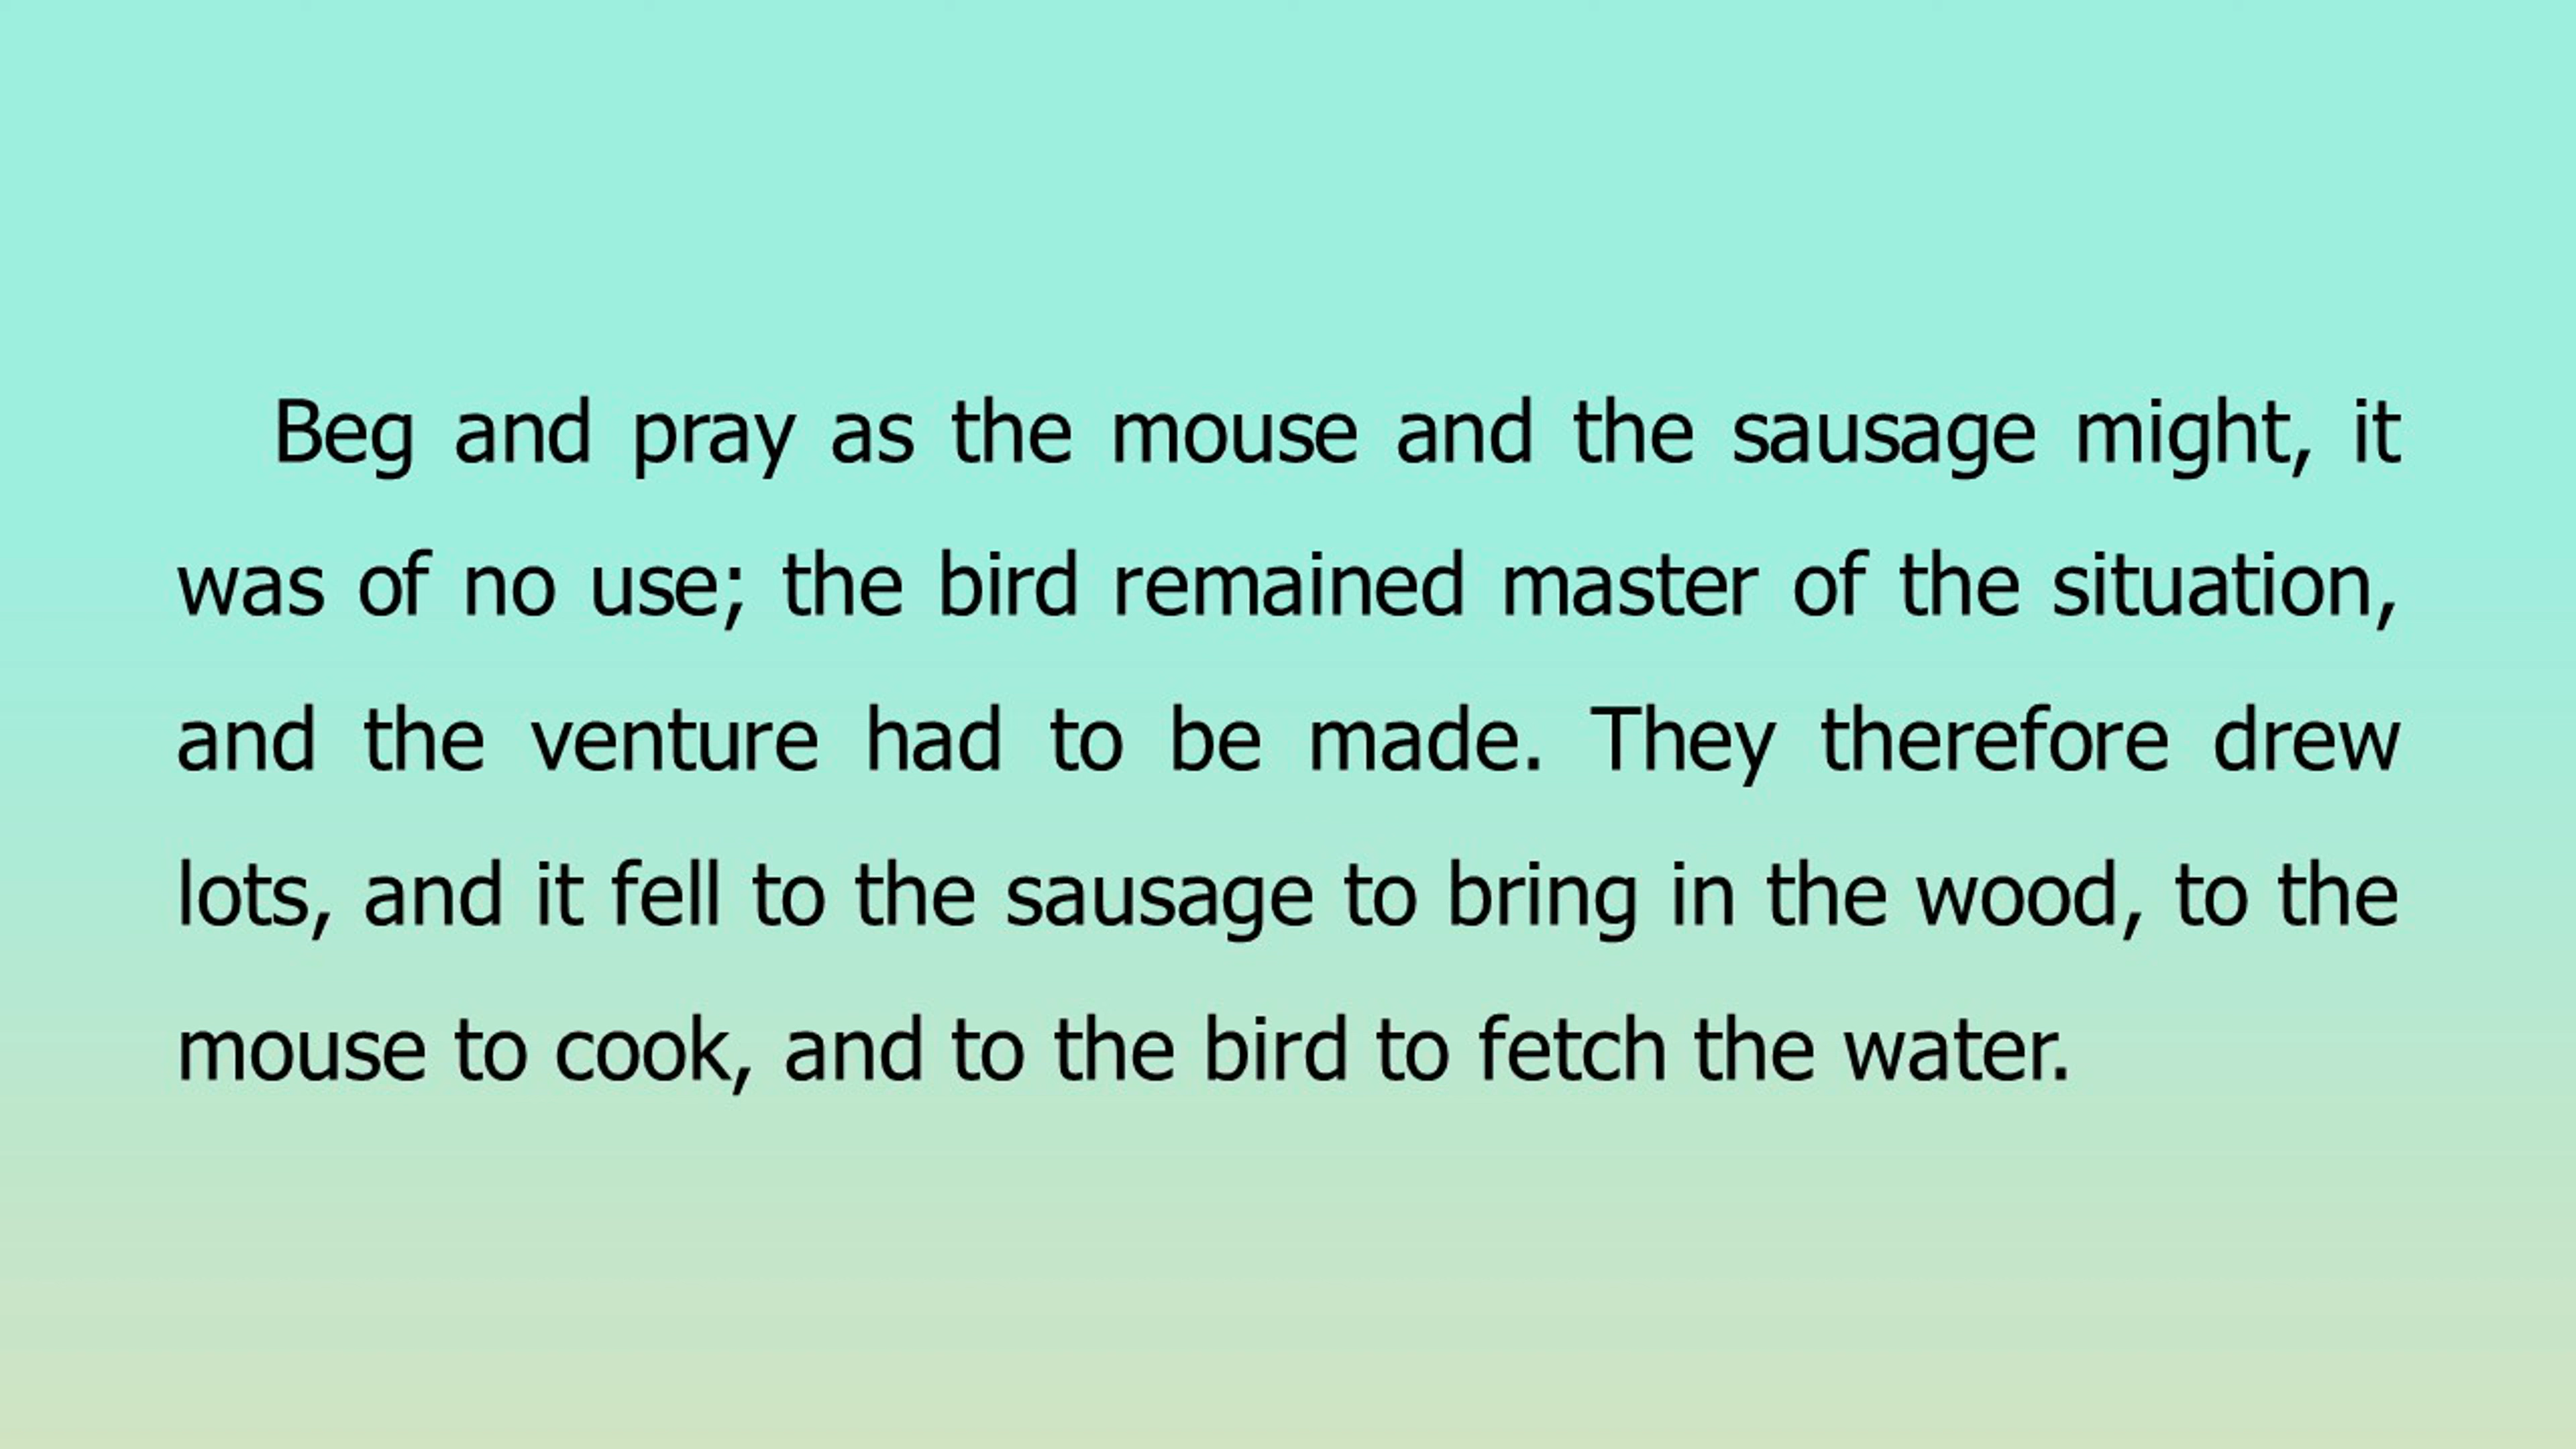 Beg and pray as the mouse and the sausage might, it
was of no use; the bird remained master of the situation,
and the venture had to be made. They therefore drew
lots, and it fell to the sausage to bring in the wood, to the
mouse to cook, and to the bird to fetch the water.